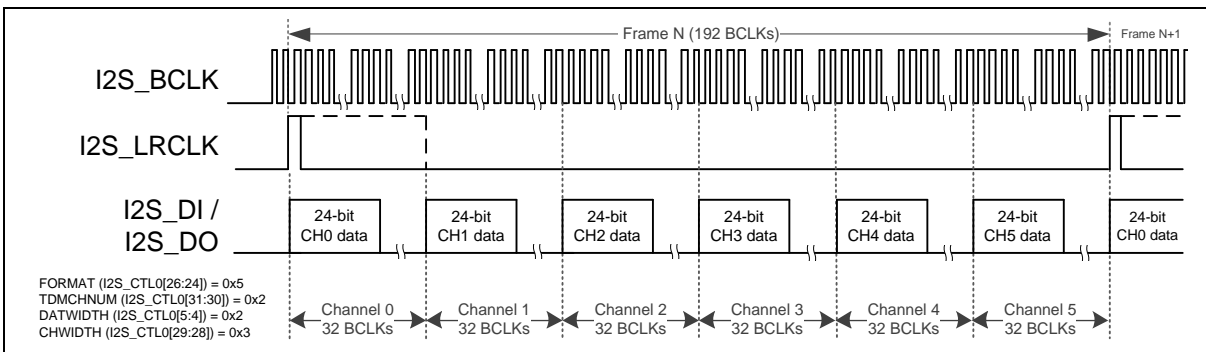 Frame N (192 BCLKs)
Frame N+1
I2S_BCLK
I2S_LRCLK
I2S_DI /
I2S_DO
24-bit
CH0 data
24-bit
CH1 data
24-bit
CH2 data
24-bit
CH3 data
24-bit
CH4 data
24-bit
CH5 data
24-bit
CH0 data
FORMAT (I2S_CTL0[26:24]) = 0x5
TDMCHNUM (I2S_CTL0[31:30]) = 0x2
DATWIDTH (I2S_CTL0[5:4]) = 0x2
CHWIDTH (I2S_CTL0[29:28]) = 0x3
Channel 0
32 BCLKs
Channel 1
32 BCLKs
Channel 2
32 BCLKs
Channel 3
32 BCLKs
Channel 4
32 BCLKs
Channel 5
32 BCLKs